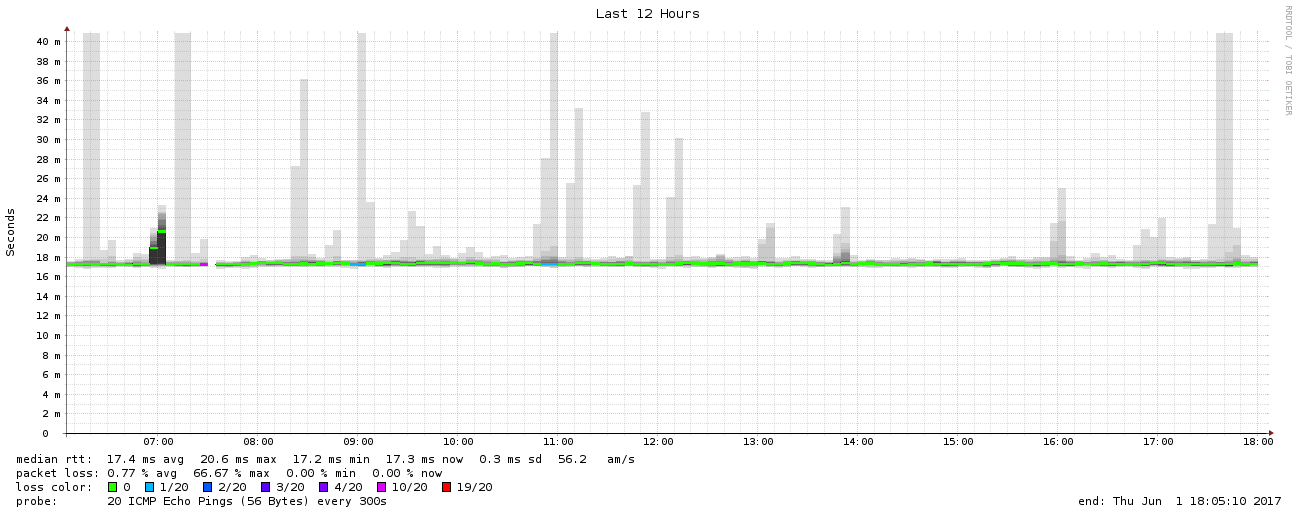 Last 12 Hours
RRDTOOL / TOBI OETIKER
Seconds
40 m
38 m
36 m
34 m
32 m
30 m
28 m
26 m
24 m
22 m
20 m
18 m
16 m
14 m
12 m
10 m
8 m
6 m
4 m
2 m
0
07:00 08:00 09:00 10:00 11:00 12:00 13:00 14:00 15:00 16:00 17:00 18:00
median rtt: 17.4 ms avg 20.6 ms max 17.2 ms min 17.3 ms now 0.3 ms sd 56.2 am/s
packet loss: 0.77 % avg 66.67 % max 0.00 % min 0.00 % now
loss color: 0 1/20 2/20 3/20 4/20 10/20 19/20
probe: 20 ICMP Echo Pings (56 Bytes) every 300s end: Thu Jun 1 18:05:10 2017